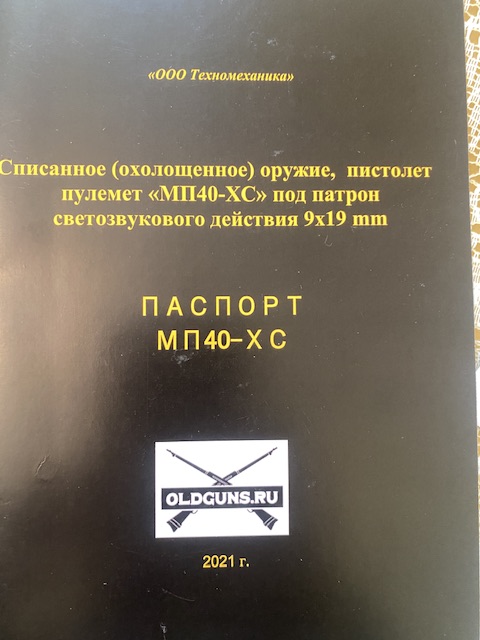 «ООО Техномеханика»
Списанное (охолощенное) оружие, пистолет
пулемет «МП40-ХС» под патрон
светозвукового действия 9х19 mm
ПАСПОРТ
МП40-ХС
OLDGUNS.RU
2021 г.